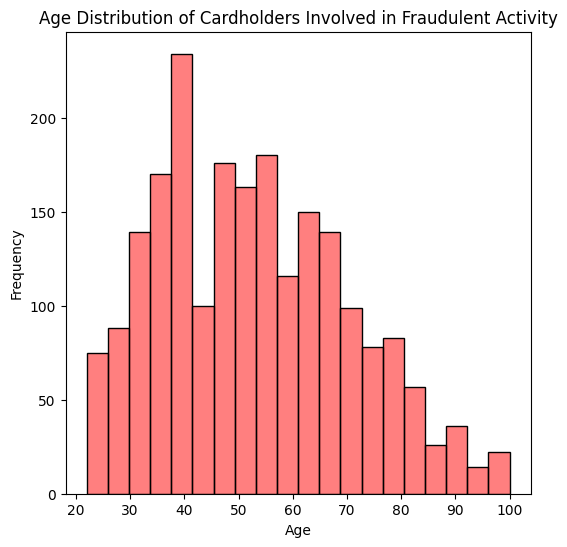 Age Distribution of Cardholders Involved in Fraudulent Activity
200
150
100
50
0
Frequency
20 30 40 50 60 70 80 90 100
Age